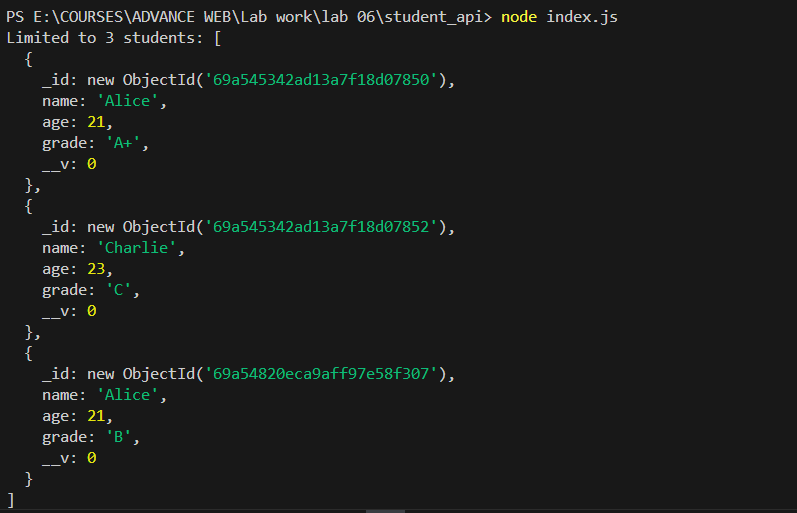 PS E:\COURSES\ADVANCE WEB\Lab work\lab 06\student_api> node index.js
Limited to 3 students: [
  {
    _id: new ObjectId('69a545342ad13a7f18d07850'),
    name: 'Alice',
    age: 21,
    grade: 'A+',
    __v: 0
  },
  {
    _id: new ObjectId('69a545342ad13a7f18d07852'),
    name: 'Charlie',
    age: 23,
    grade: 'C',
    __v: 0
  },
  {
    _id: new ObjectId('69a54820eca9aff97e58f307'),
    name: 'Alice',
    age: 21,
    grade: 'B',
    __v: 0
  }
]